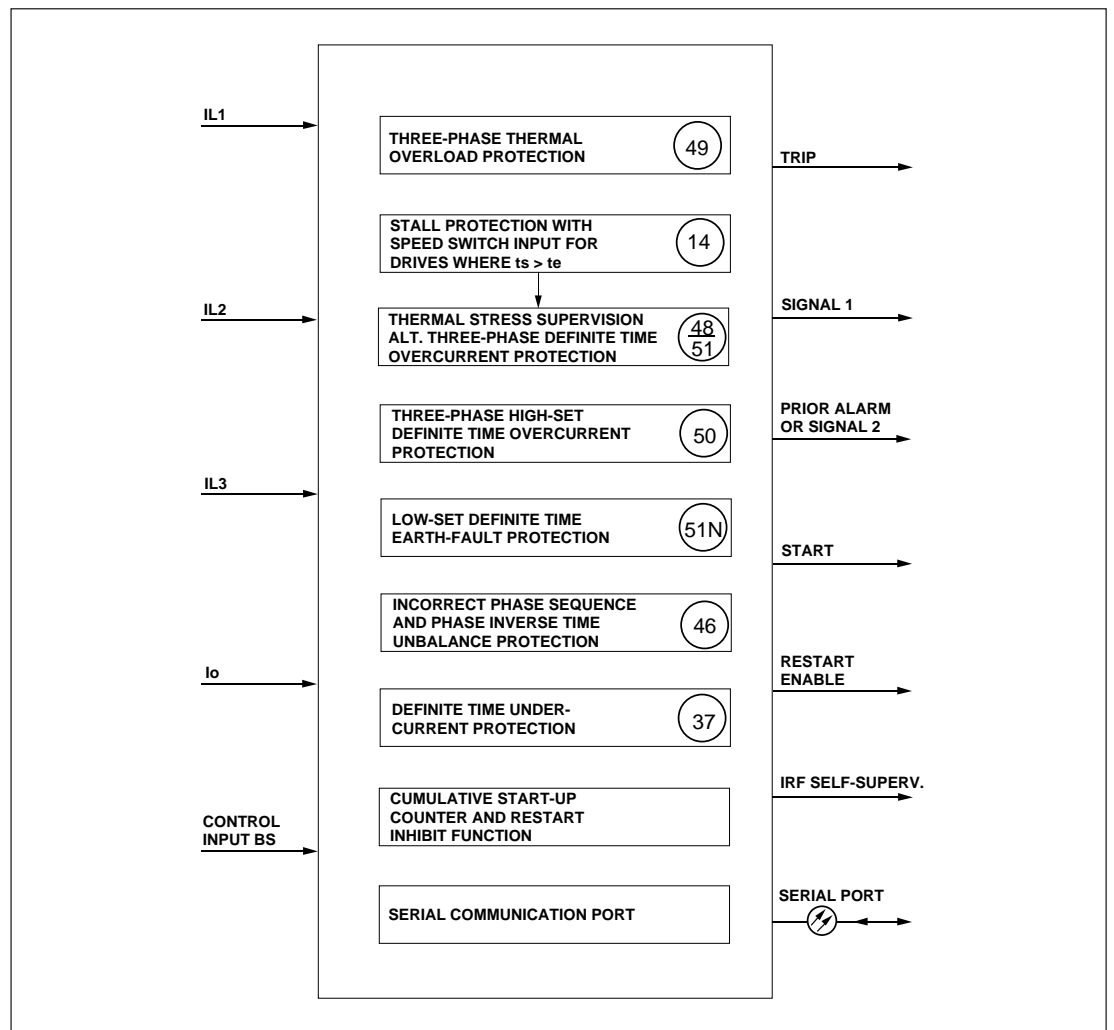 IL1
IL2
IL3
Io
CONTROL
INPUT BS
THREE-PHASE THERMAL
OVERLOAD PROTECTION
49
STALL PROTECTION WITH
SPEED SWITCH INPUT FOR
DRIVES WHERE ts > te
14
THERMAL STRESS SUPERVISION
ALT. THREE-PHASE DEFINITE TIME
OVERCURRENT PROTECTION
48
51
THREE-PHASE HIGH-SET
DEFINITE TIME OVERCURRENT
PROTECTION
50
LOW-SET DEFINITE TIME
EARTH-FAULT PROTECTION
51N
INCORRECT PHASE SEQUENCE
AND PHASE INVERSE TIME
UNBALANCE PROTECTION
46
DEFINITE TIME UNDER-
CURRENT PROTECTION
37
CUMULATIVE START-UP
COUNTER AND RESTART
INHIBIT FUNCTION
SERIAL COMMUNICATION PORT
TRIP
SIGNAL 1
PRIOR ALARM
OR SIGNAL 2
START
RESTART
ENABLE
IRF SELF-SUPERV.
SERIAL PORT